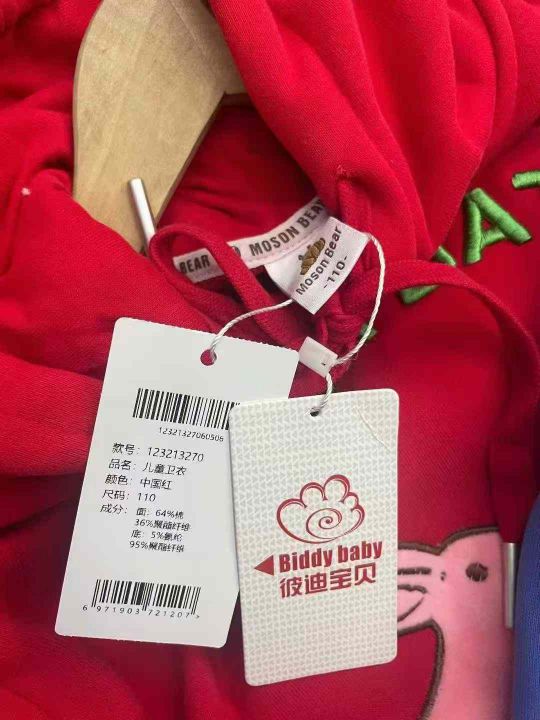 BEAR
MOSON BEAR
Moson Bear
-110-
12321327060506
款号: 123213270
品名: 儿童卫衣
颜色: 中国红
尺码: 110
成分: 面: 64%棉
36%聚酯纤维
底: 5%氨纶
95%聚酯纤维
6 971903 721207 >
Biddy baby
彼迪宝贝
AT